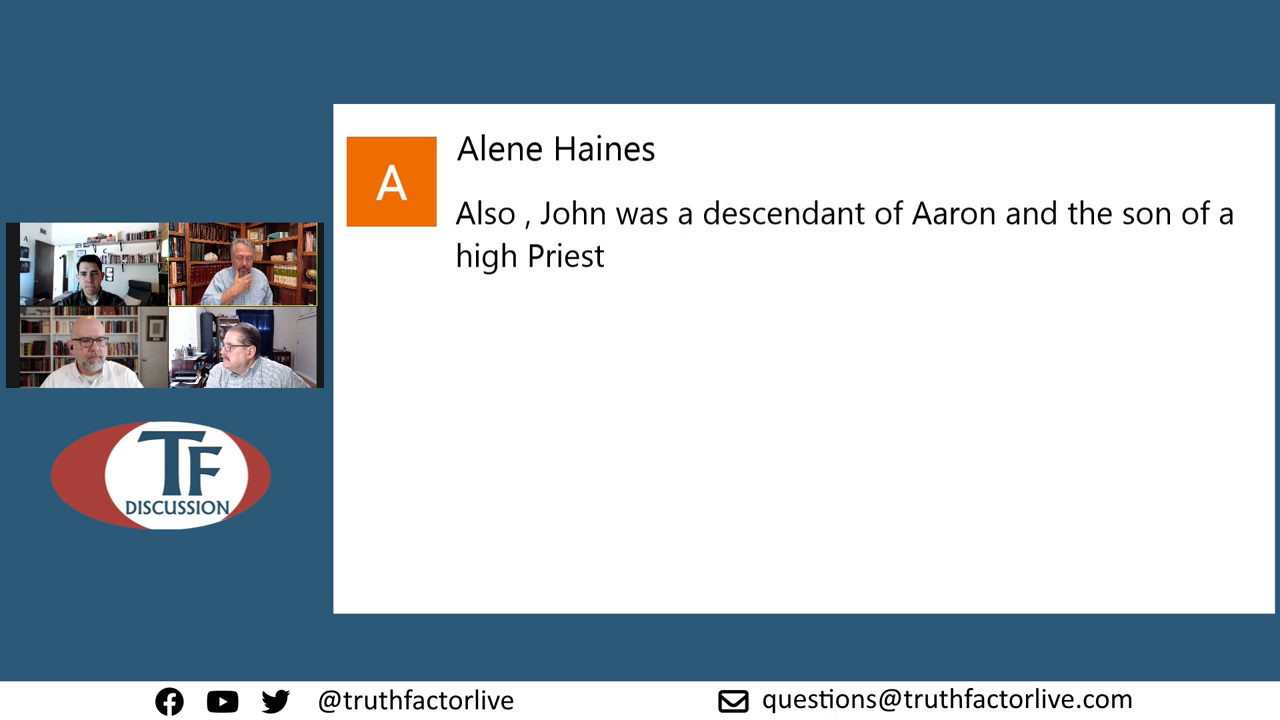 Alene Haines
A
Also , John was a descendant of Aaron and the son of a
high Priest
TF
DISCUSSION
@truthfactorlive
questions@truthfactorlive.com